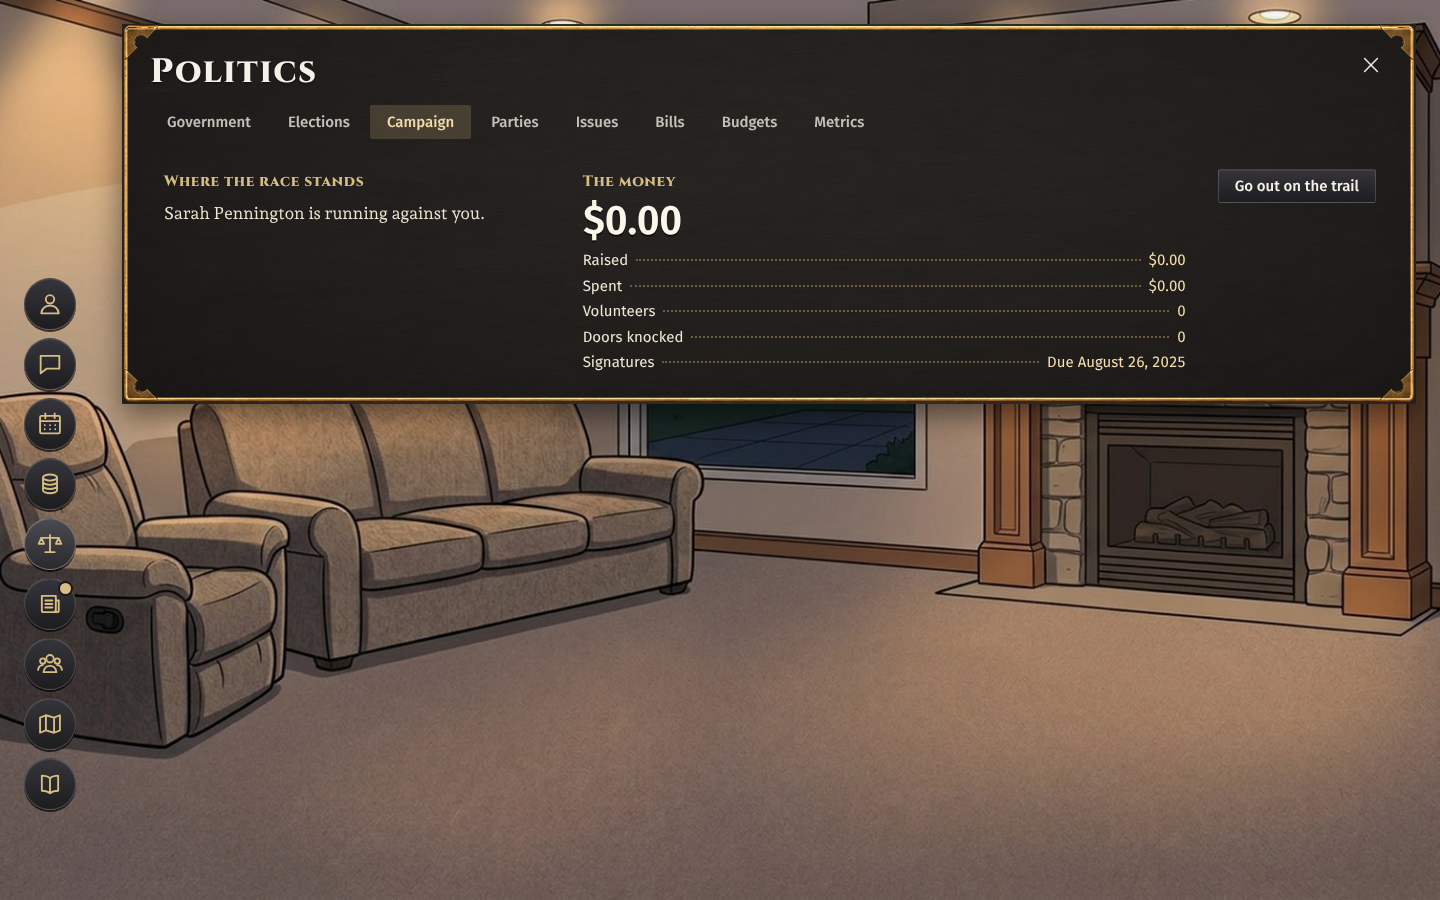 Politics
Government Elections Campaign Parties Issues Bills Budgets Metrics
Where the race stands
Sarah Pennington is running against you.
The money
$0.00
Raised $0.00
Spent $0.00
Volunteers 0
Doors knocked 0
Signatures Due August 26, 2025
Go out on the trail